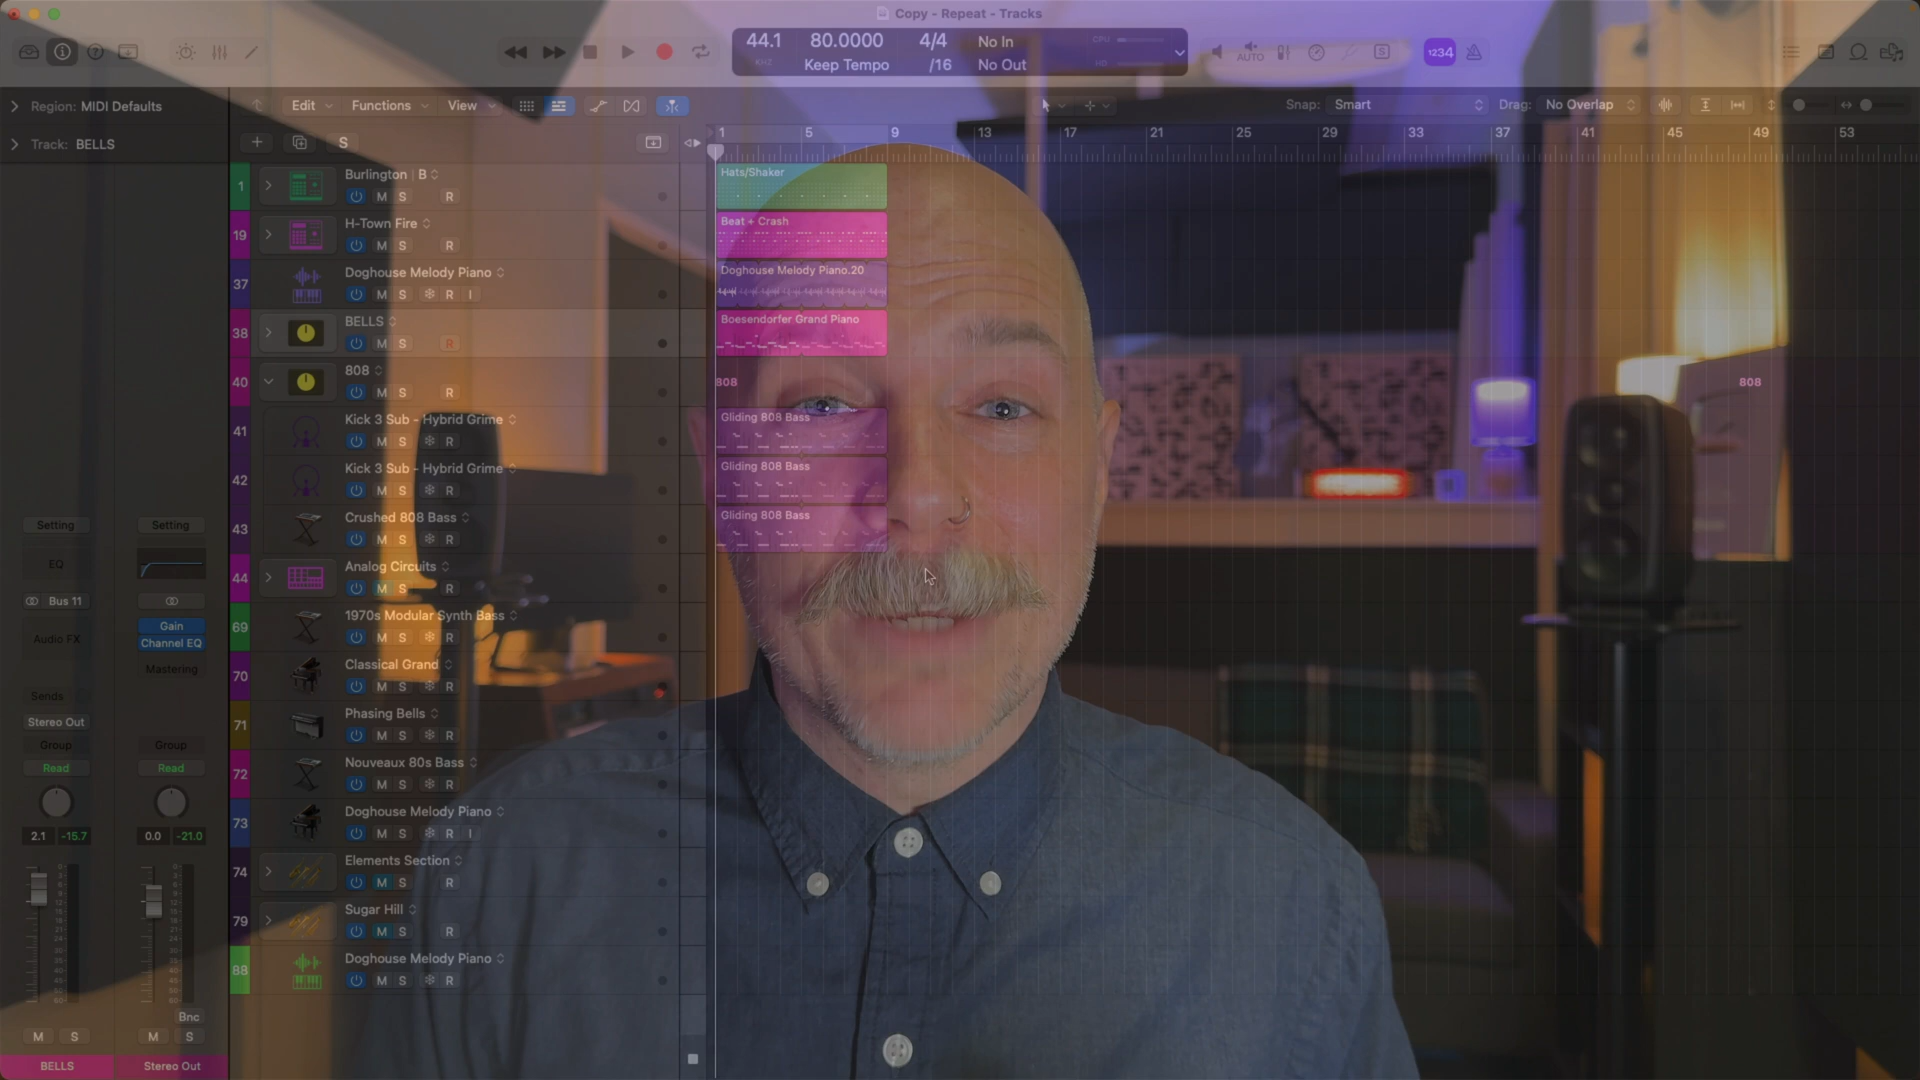 Copy - Repeat - Tracks
44.1
80.0000
4/4
No In
CPU
KHZ
Keep Tempo
/16
No Out
HD
AUTO
S
1234
Region: MIDI Defaults
Edit
Functions
View
Snap: Smart
Drag: No Overlap
Track: BELLS
S
1 5 9 13 17 21 25 29 33 37 41 45 49 53
1
Burlington | B
M S R
Hats/Shaker
19
H-Town Fire
M S R
Beat + Crash
37
Doghouse Melody Piano
M S R I
Doghouse Melody Piano.20
38
BELLS
M S R
Boesendorfer Grand Piano
40
808
M S R
808
808
41
Kick 3 Sub - Hybrid Grime
M S R
Gliding 808 Bass
42
Kick 3 Sub - Hybrid Grime
M S R
Gliding 808 Bass
43
Crushed 808 Bass
M S R
Gliding 808 Bass
44
Analog Circuits
M S R
69
1970s Modular Synth Bass
M S R
70
Classical Grand
M S R
71
Phasing Bells
M S R
72
Nouveaux 80s Bass
M S R
73
Doghouse Melody Piano
M S R I
74
Elements Section
M S R
79
Sugar Hill
M S R
88
Doghouse Melody Piano
M S R
Setting
Setting
EQ
Bus 11
Audio FX
Gain
Channel EQ
Mastering
Sends
Stereo Out
Group
Group
Read
Read
2.1
-15.7
0.0
-21.0
Bnc
M S
M S
BELLS
Stereo Out